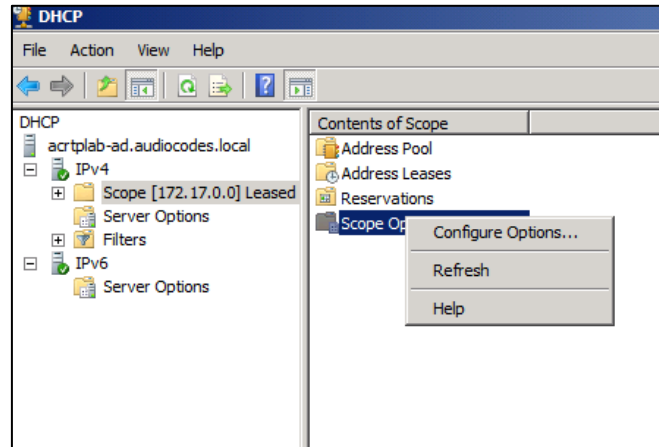 DHCP
File Action View Help
DHCP
acrtplab-ad.audiocodes.local
IPv4
Scope [172.17.0.0] Leased
Server Options
Filters
IPv6
Server Options
Contents of Scope
Address Pool
Address Leases
Reservations
Scope Op
Configure Options...
Refresh
Help